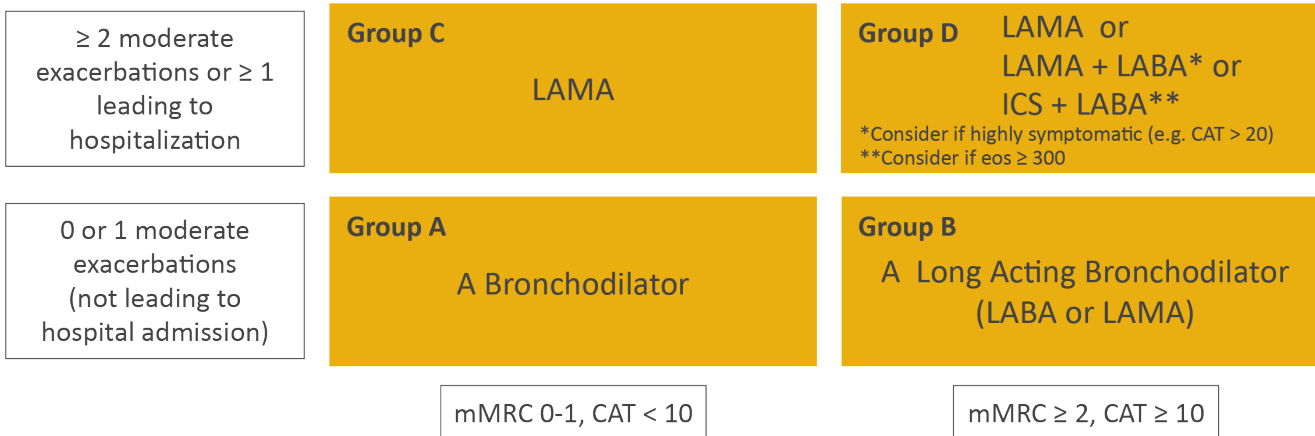 ≥ 2 moderate
exacerbations or ≥ 1
leading to
hospitalization
Group C
LAMA
Group D
LAMA or
LAMA + LABA* or
ICS + LABA**
*Consider if highly symptomatic (e.g. CAT > 20)
**Consider if eos ≥ 300
0 or 1 moderate
exacerbations
(not leading to
hospital admission)
Group A
A Bronchodilator
Group B
A Long Acting Bronchodilator
(LABA or LAMA)
mMRC 0-1, CAT < 10
mMRC ≥ 2, CAT ≥ 10